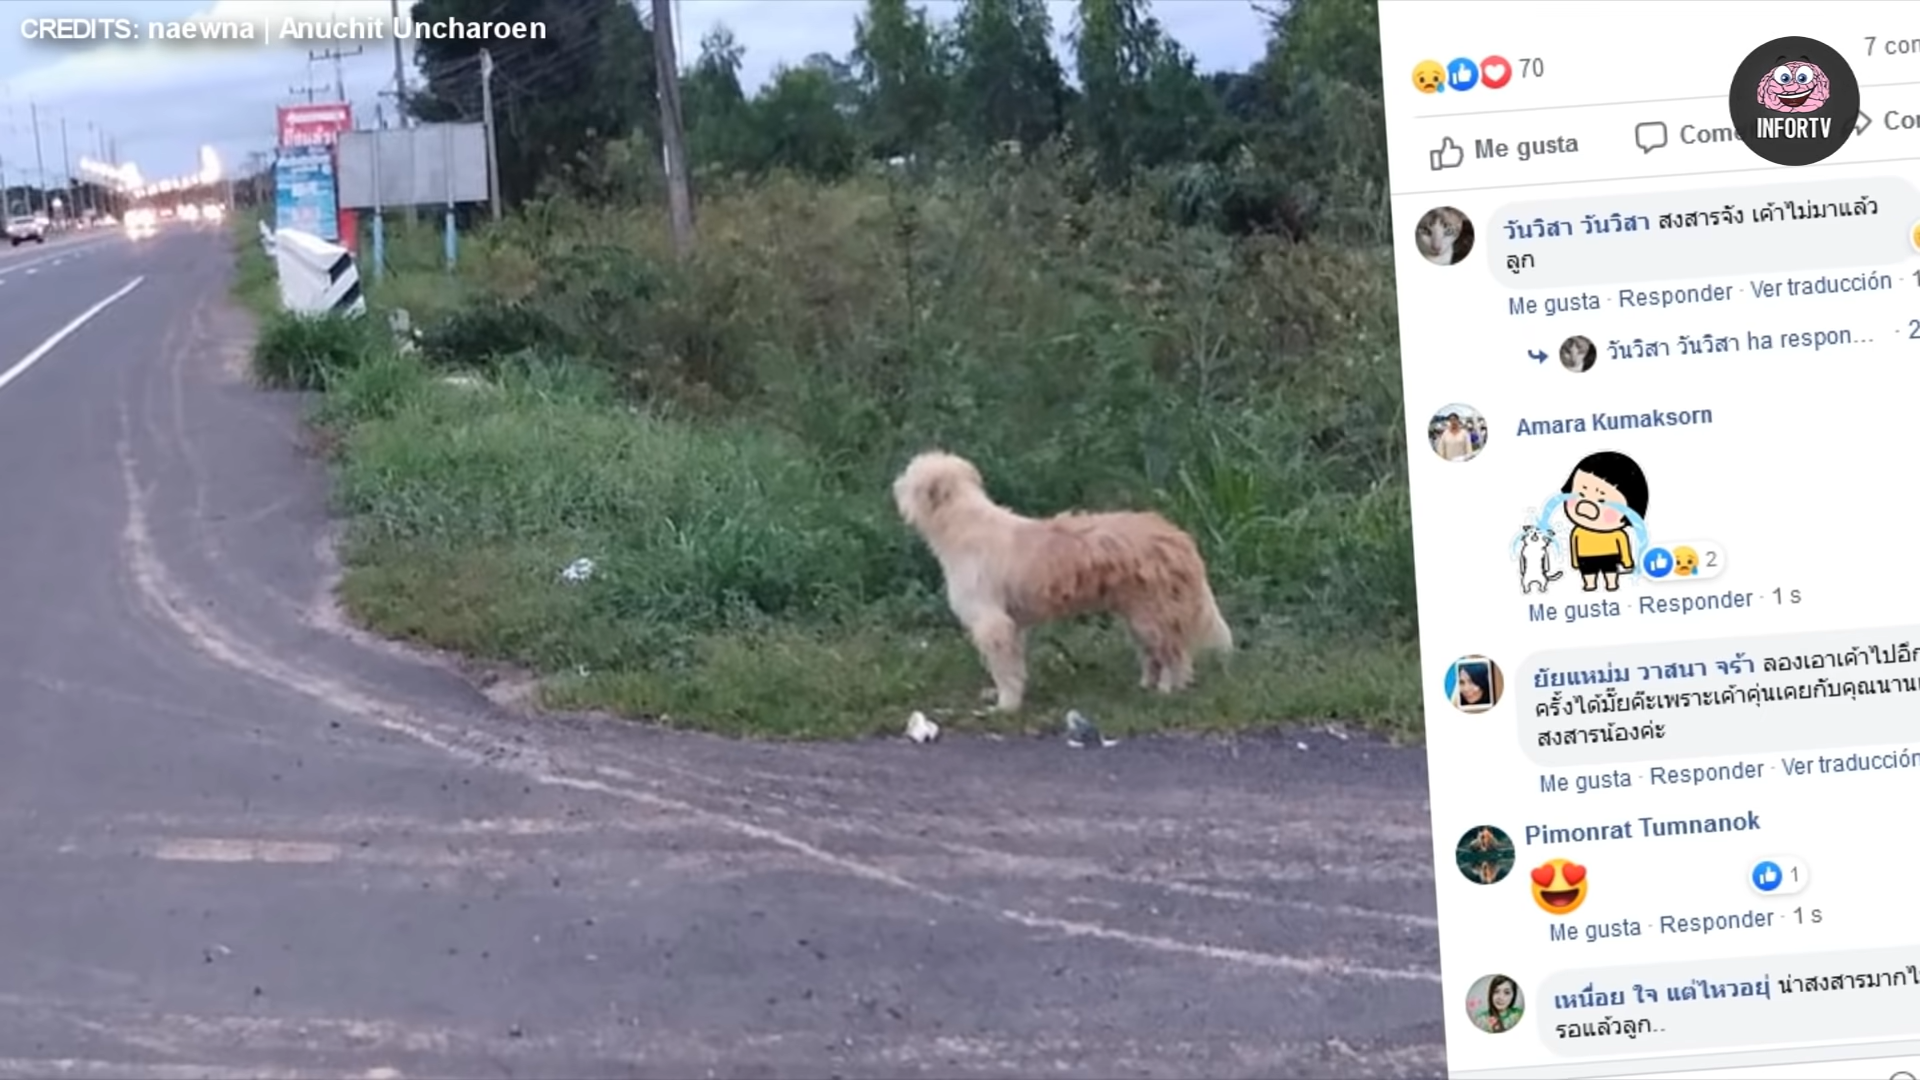 CREDITS: naewna | Anuchit Uncharoen
70
7 con
INFORTV
Me gusta
Come
Co
วันวิสา วันวิสา สงสารจัง เค้าไม่มาแล้ว
ลูก
Me gusta · Responder · Ver traducción · 1
วันวิสา วันวิสา ha respon... · 2
Amara Kumaksorn
2
Me gusta · Responder · 1 s
ยัยแหม่ม วาสนา จร้า ลองเอาเค้าไปอีก
ครั้งได้มั๊ยค๊ะเพราะเค้าคุ่นเคยกับคุณนาน
สงสารน้องค่ะ
Me gusta · Responder · Ver traducción
Pimonrat Tumnanok
1
Me gusta · Responder · 1 s
เหนื่อย ใจ แต่ไหวอยุ่ น่าสงสารมาก
รอแล้วลูก..